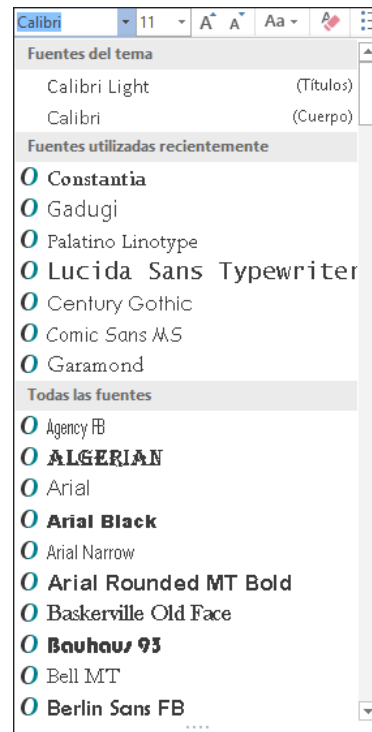 Calibri 11 A A Aa
Fuentes del tema
Calibri Light (Títulos)
Calibri (Cuerpo)
Fuentes utilizadas recientemente
O Constantia
O Gadugi
O Palatino Linotype
O Lucida Sans Typewriter
O Century Gothic
O Comic Sans MS
O Garamond
Todas las fuentes
O Agency FB
O ALGERIAN
O Arial
O Arial Black
O Arial Narrow
O Arial Rounded MT Bold
O Baskerville Old Face
O Bauhaus 93
O Bell MT
O Berlin Sans FB